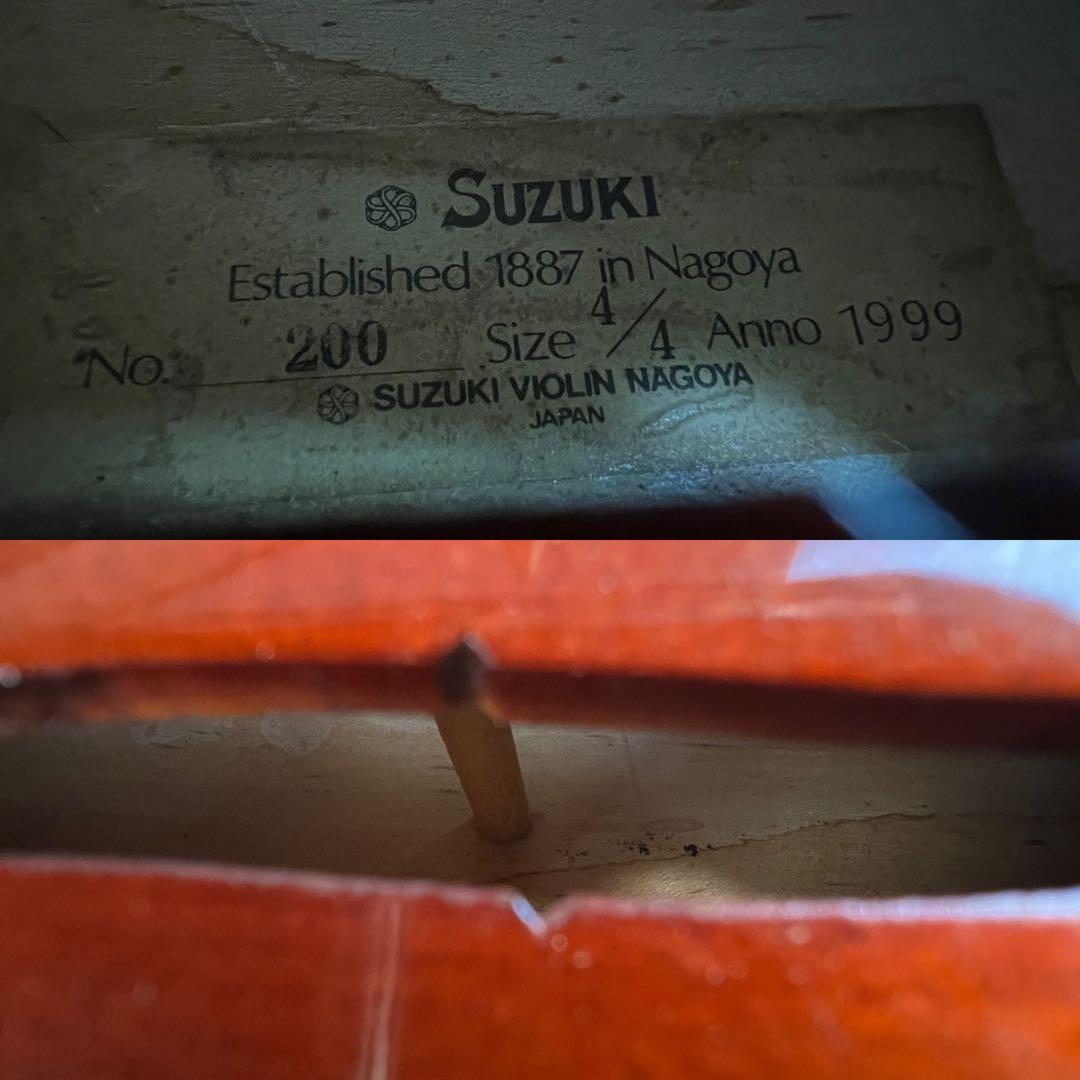 SUZUKI
Established 1887 in Nagoya
No. 200 Size 4/4 Anno 1999
SUZUKI VIOLIN NAGOYA
JAPAN